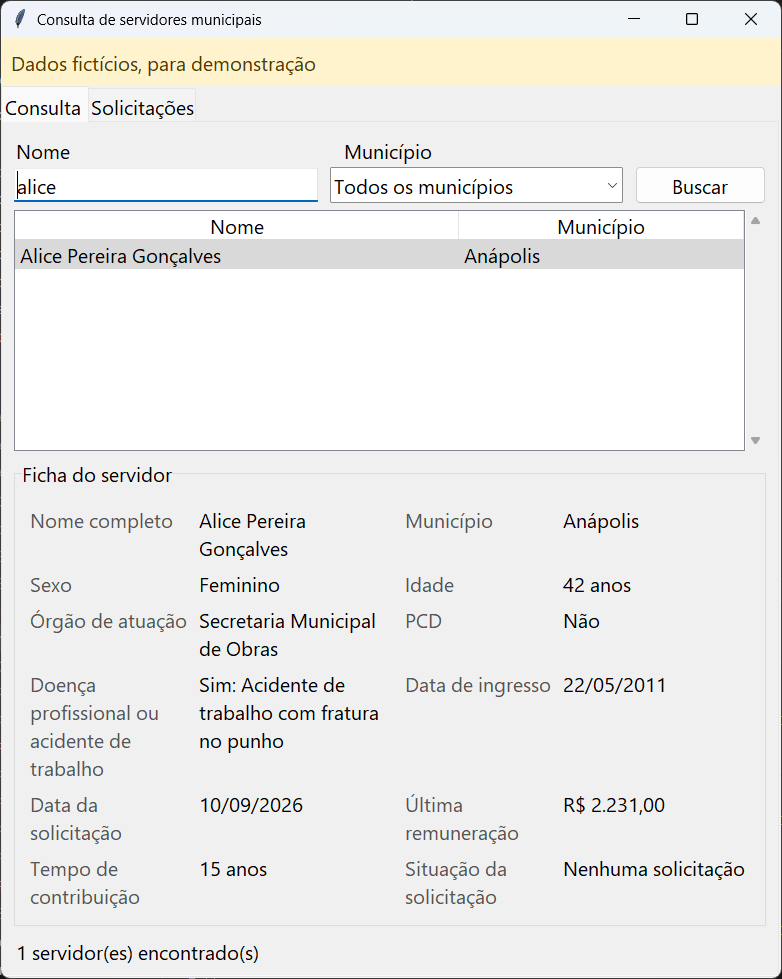 Consulta de servidores municipais
Dados fictícios, para demonstração
Consulta Solicitações
Nome Município
alice Todos os municípios Buscar
Nome Município
Alice Pereira Gonçalves Anápolis
Ficha do servidor
Nome completo Alice Pereira Município Anápolis
Gonçalves
Sexo Feminino Idade 42 anos
Órgão de atuação Secretaria Municipal PCD Não
de Obras
Doença Sim: Acidente de Data de ingresso 22/05/2011
profissional ou trabalho com fratura
acidente de no punho
trabalho
Data da 10/09/2026 Última R$ 2.231,00
solicitação remuneração
Tempo de 15 anos Situação da Nenhuma solicitação
contribuição solicitação
1 servidor(es) encontrado(s)